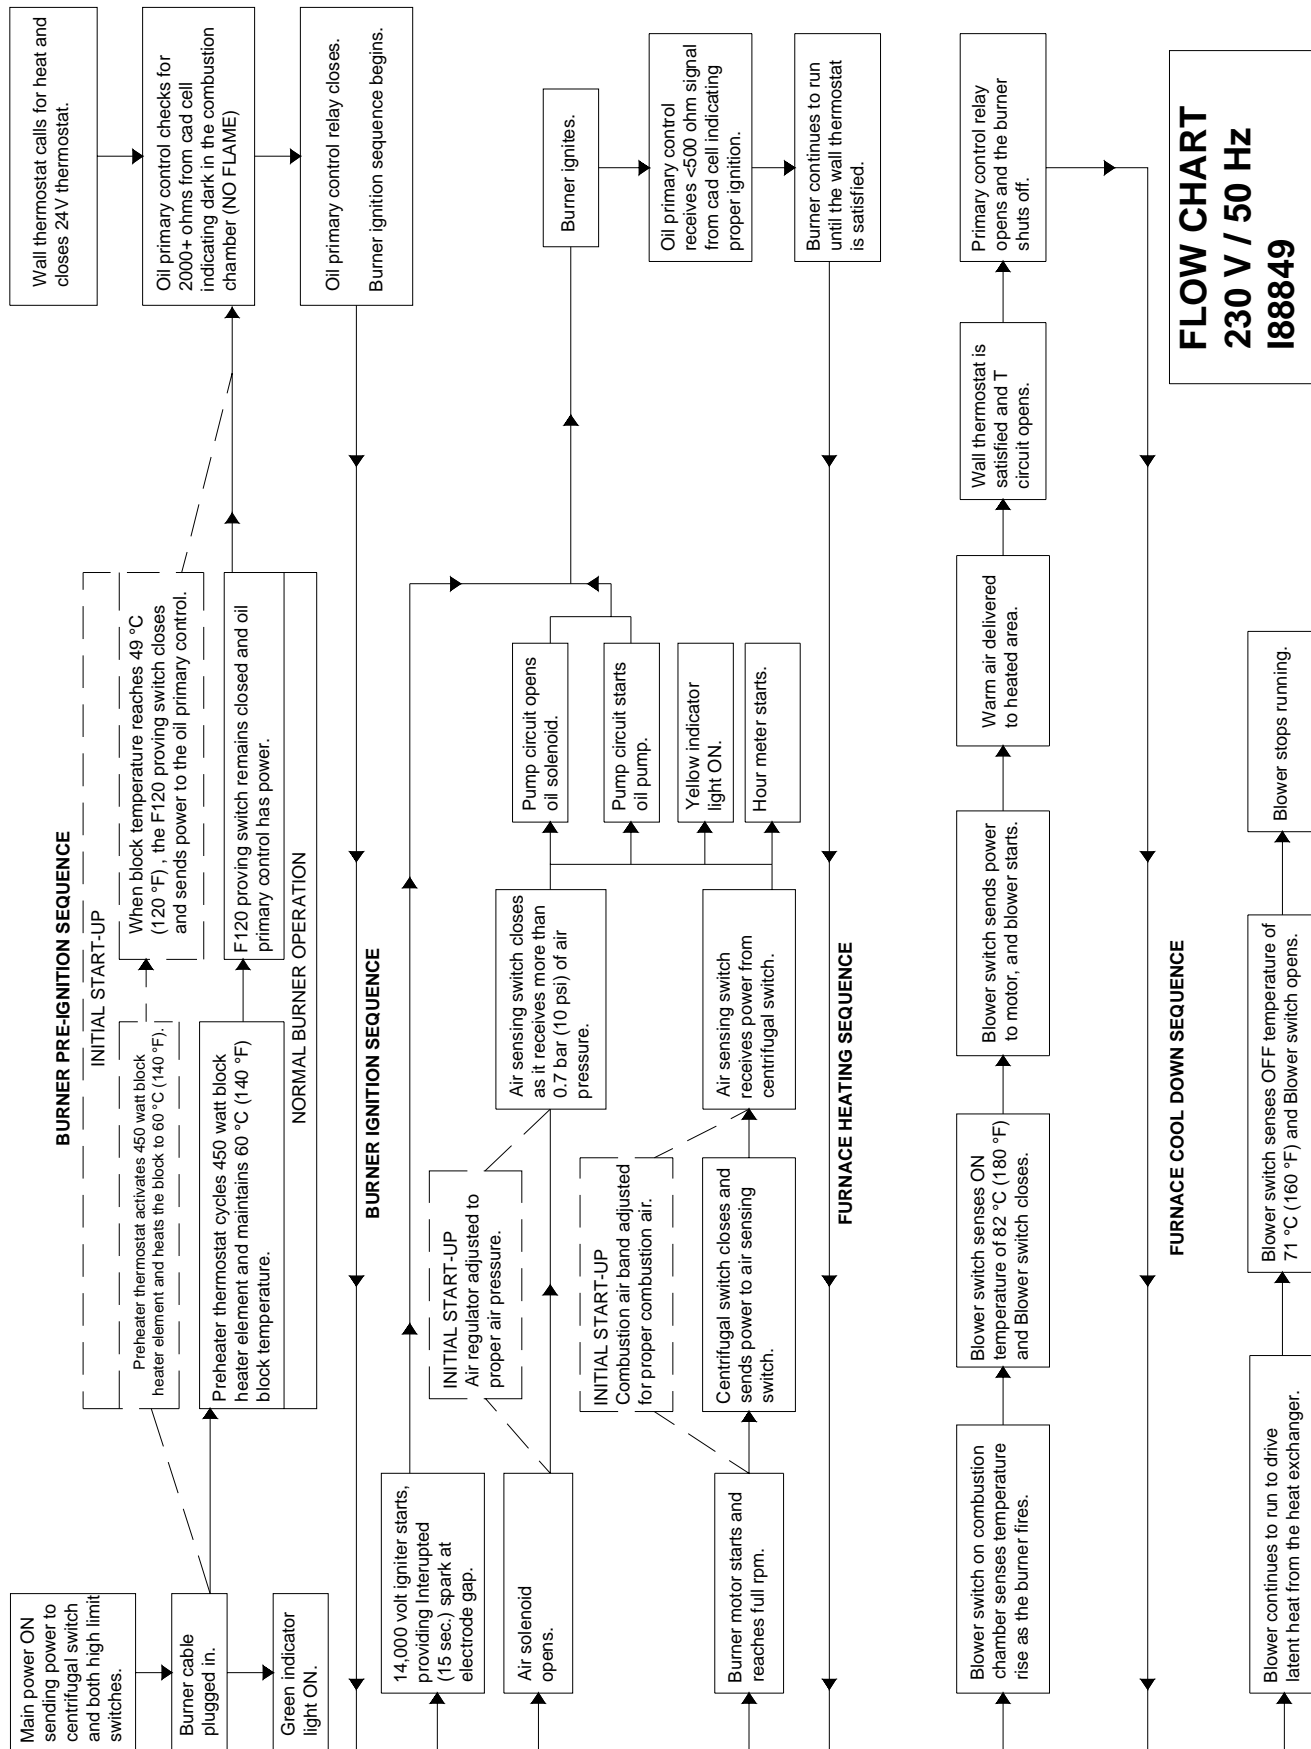 BURNER PRE-IGNITION SEQUENCE
Main power ON
sending power to
centrifugal switch
and both high limit
switches.
Burner cable
plugged in.
Green indicator
light ON.
INITIAL START-UP
Preheater thermostat activates 450 watt block
heater element and heats the block to 60 °C (140 °F).
When block temperature reaches 49 °C
(120 °F) , the F120 proving switch closes
and sends power to the oil primary control.
Preheater thermostat cycles 450 watt block
heater element and maintains 60 °C (140 °F)
block temperature.
F120 proving switch remains closed and oil
primary control has power.
NORMAL BURNER OPERATION
Wall thermostat calls for heat and
closes 24V thermostat.
Oil primary control checks for
2000+ ohms from cad cell
indicating dark in the combustion
chamber (NO FLAME)
Oil primary control relay closes.
Burner ignition sequence begins.
BURNER IGNITION SEQUENCE
14,000 volt igniter starts,
providing Interupted
(15 sec.) spark at
electrode gap.
Air solenoid
opens.
INITIAL START-UP
Air regulator adjusted to
proper air pressure.
Air sensing switch closes
as it receives more than
0.7 bar (10 psi) of air
pressure.
Burner motor starts and
reaches full rpm.
INITIAL START-UP
Combustion air band adjusted
for proper combustion air.
Centrifugal switch closes and
sends power to air sensing
switch.
Air sensing switch
receives power from
centrifugal switch.
Pump circuit opens
oil solenoid.
Pump circuit starts
oil pump.
Yellow indicator
light ON.
Hour meter starts.
Burner ignites.
Oil primary control
receives <500 ohm signal
from cad cell indicating
proper ignition.
Burner continues to run
until the wall thermostat
is satisfied.
FURNACE HEATING SEQUENCE
Blower switch on combustion
chamber senses temperature
rise as the burner fires.
Blower switch senses ON
temperature of 82 °C (180 °F)
and Blower switch closes.
Blower switch sends power
to motor, and blower starts.
Warm air delivered
to heated area.
Wall thermostat is
satisfied and T
circuit opens.
Primary control relay
opens and the burner
shuts off.
FURNACE COOL DOWN SEQUENCE
Blower continues to run to drive
latent heat from the heat exchanger.
Blower switch senses OFF temperature of
71 °C (160 °F) and Blower switch opens.
Blower stops running.
FLOW CHART
230 V / 50 Hz
I88849